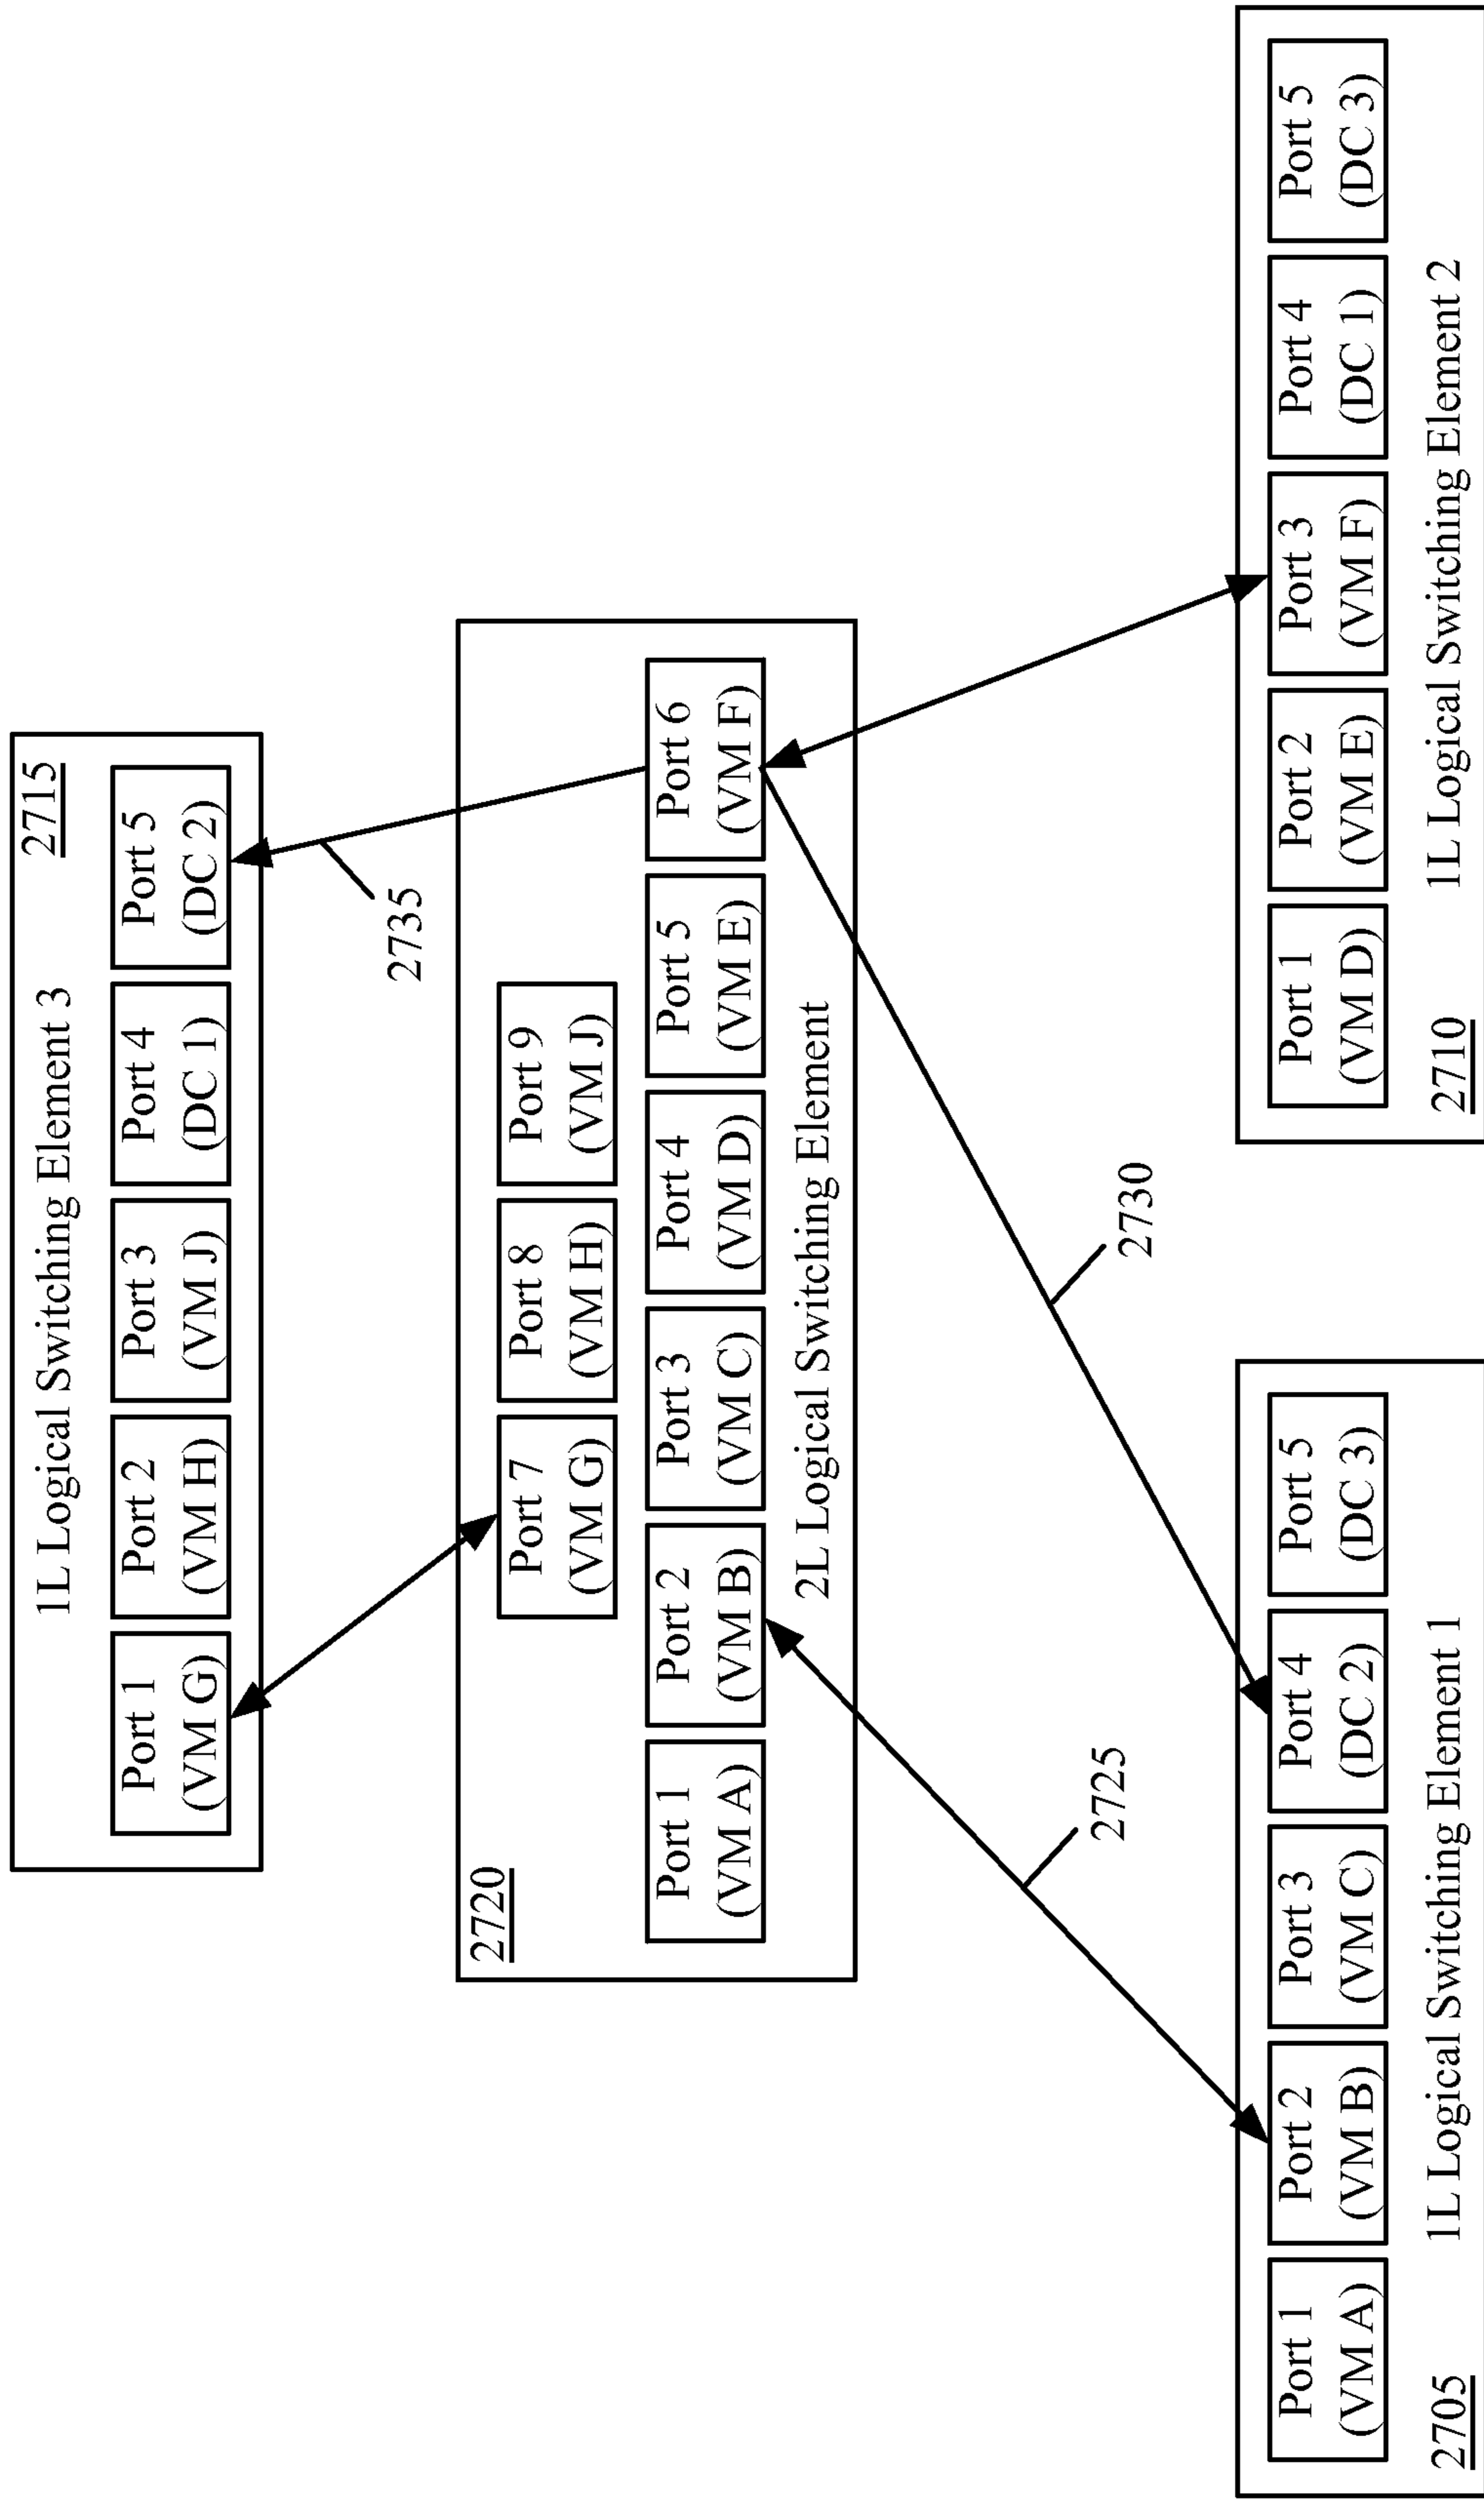 1L Logical Switching Element 3
2715
Port 1
(VM G)
Port 2
(VM H)
Port 3
(VM J)
Port 4
(DC 1)
Port 5
(DC 2)
2735
2720
Port 7
(VM G)
Port 8
(VM H)
Port 9
(VM J)
Port 1
(VM A)
Port 2
(VM B)
Port 3
(VM C)
Port 4
(VM D)
Port 5
(VM E)
Port 6
(VM F)
2L Logical Switching Element
2725
2730
Port 1
(VM A)
Port 2
(VM B)
Port 3
(VM C)
Port 4
(DC 2)
Port 5
(DC 3)
2705
1L Logical Switching Element 1
Port 1
(VM D)
Port 2
(VM E)
Port 3
(VM F)
Port 4
(DC 1)
Port 5
(DC 3)
2710
1L Logical Switching Element 2